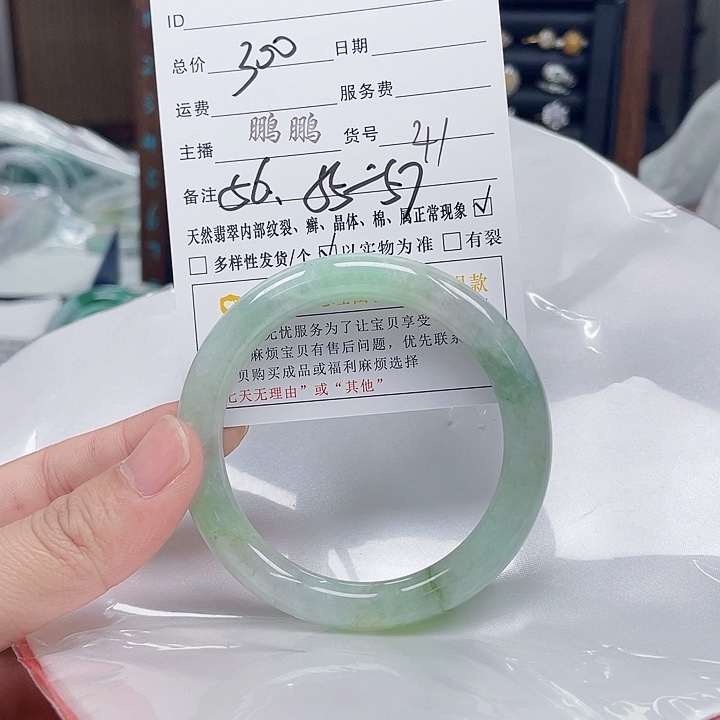 ID
总价 300 日期
运费 服务费
主播 鹏鹏 货号 241
备注 56.85-57
天然翡翠内部纹裂、癣、晶体、棉、属正常现象 ☑
☐ 多样性发货/个 ☑ 以实物为准 ☐ 有裂
退款
无忧服务为了让宝贝享受
麻烦宝贝有售后问题，优先联系
贝购买成品或福利麻烦选择
七天无理由”或“其他”